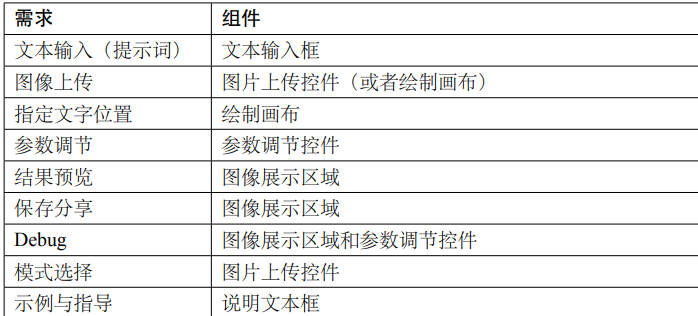 需求 组件
文本输入（提示词） 文本输入框
图像上传 图片上传控件（或者绘制画布）
指定文字位置 绘制画布
参数调节 参数调节控件
结果预览 图像展示区域
保存分享 图像展示区域
Debug 图像展示区域和参数调节控件
模式选择 图片上传控件
示例与指导 说明文本框